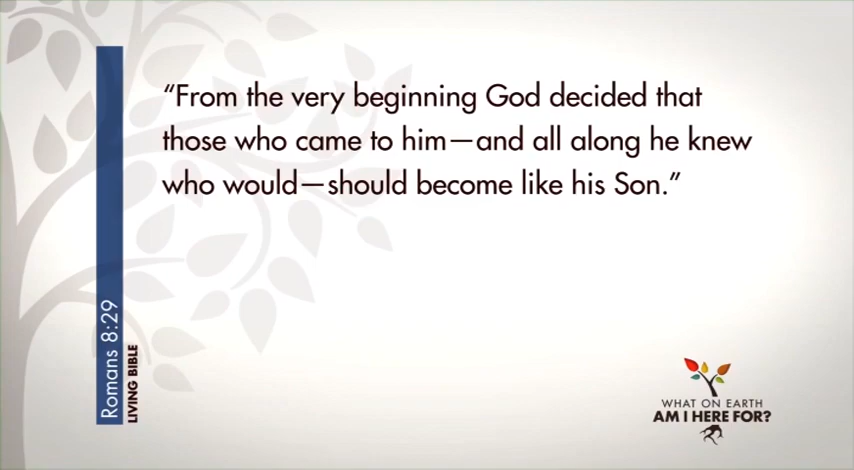 “From the very beginning God decided that
those who came to him—and all along he knew
who would—should become like his Son.”
Romans 8:29
LIVING BIBLE
WHAT ON EARTH
AM I HERE FOR?